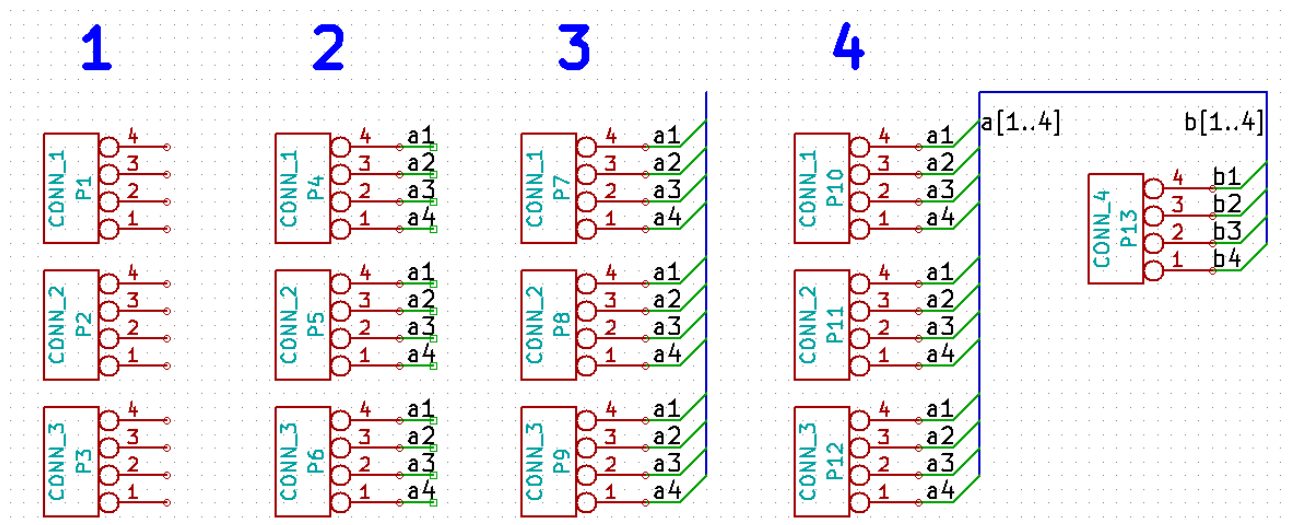 1
2
3
4
CONN_1
P1
4
3
2
1
CONN_2
P2
4
3
2
1
CONN_3
P3
4
3
2
1
CONN_1
P4
4 a1
3 a2
2 a3
1 a4
CONN_2
P5
4 a1
3 a2
2 a3
1 a4
CONN_3
P6
4 a1
3 a2
2 a3
1 a4
CONN_1
P7
4 a1
3 a2
2 a3
1 a4
CONN_2
P8
4 a1
3 a2
2 a3
1 a4
CONN_3
P9
4 a1
3 a2
2 a3
1 a4
CONN_1
P10
4 a1
3 a2
2 a3
1 a4
CONN_2
P11
4 a1
3 a2
2 a3
1 a4
CONN_3
P12
4 a1
3 a2
2 a3
1 a4
a[1..4]
b[1..4]
CONN_4
P13
4 b1
3 b2
2 b3
1 b4